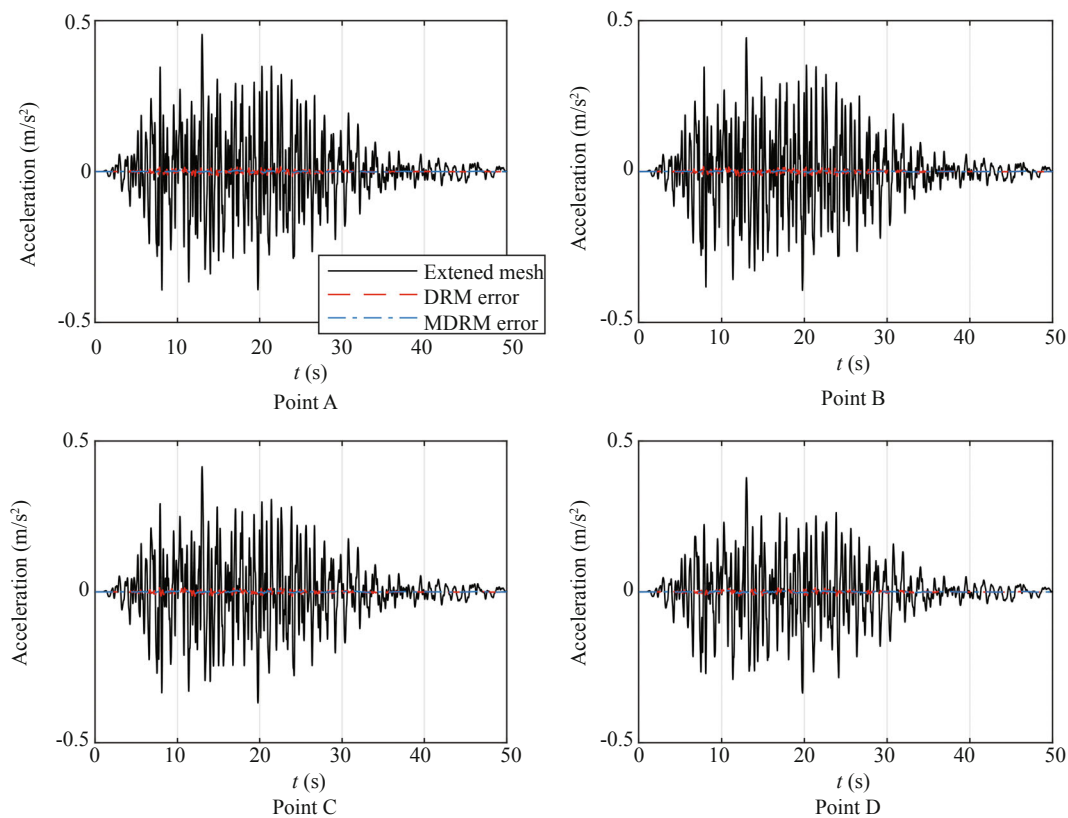 0.5
Acceleration (m/s²)
0
-0.5
Extened mesh
DRM error
MDRM error
0 10 20 30 40 50
t (s)
Point A
0.5
Acceleration (m/s²)
0
-0.5
0 10 20 30 40 50
t (s)
Point B
0.5
Acceleration (m/s²)
0
-0.5
0 10 20 30 40 50
t (s)
Point C
0.5
Acceleration (m/s²)
0
-0.5
0 10 20 30 40 50
t (s)
Point D